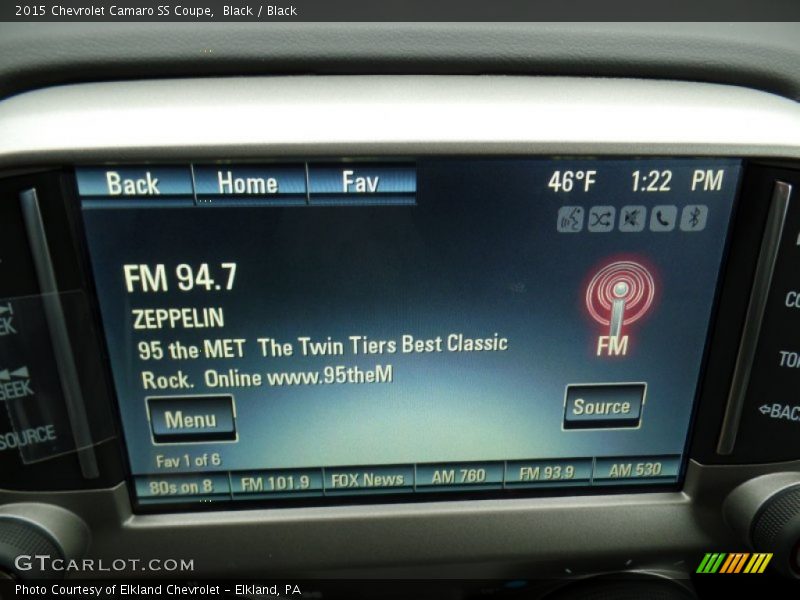 2015 Chevrolet Camaro SS Coupe,  Black / Black
Back Home Fav 46°F 1:22 PM
FM 94.7
ZEPPELIN
95 the MET The Twin Tiers Best Classic
Rock. Online www.95theM
FM
Menu
Source
Fav 1 of 6
80s on 8 FM 101.9 FOX News AM 760 FM 93.9 AM 530
SEEK
SOURCE
BACK
GTCARLOT.COM
Photo Courtesy of Elkland Chevrolet - Elkland, PA